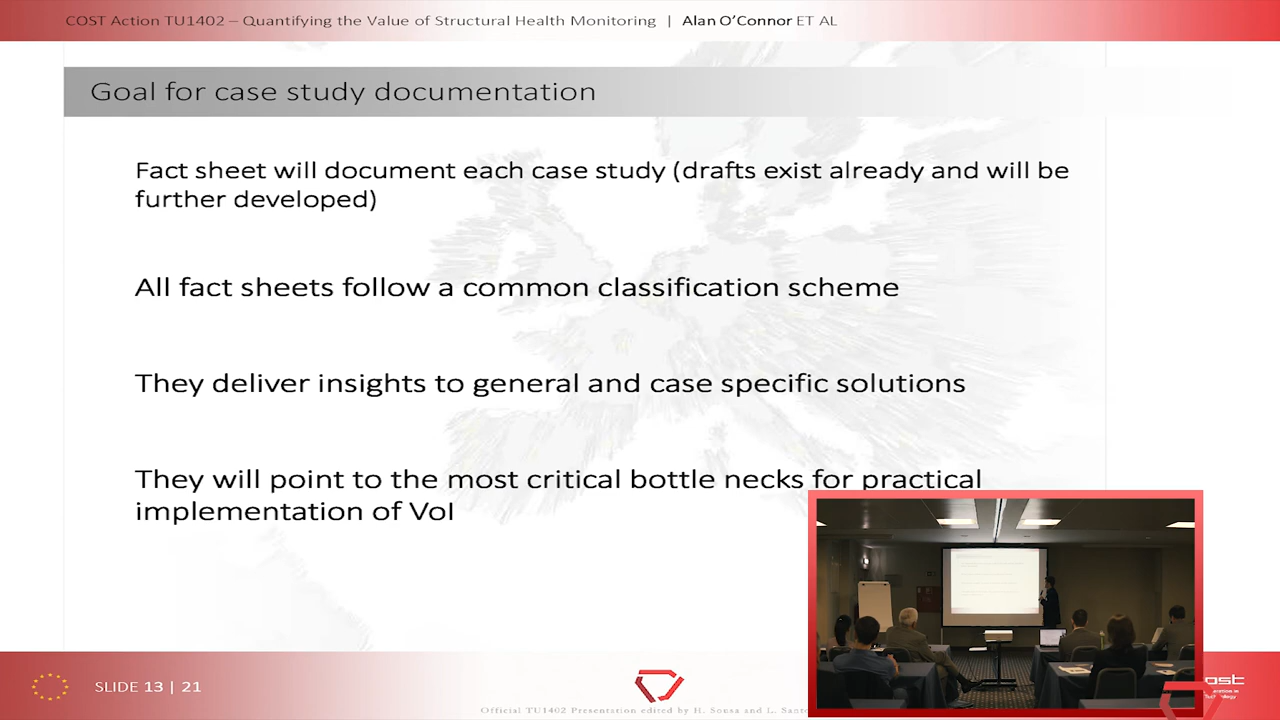 COST Action TU1402 – Quantifying the Value of Structural Health Monitoring | Alan O’Connor ET AL
Goal for case study documentation
Fact sheet will document each case study (drafts exist already and will be
further developed)
All fact sheets follow a common classification scheme
They deliver insights to general and case specific solutions
They will point to the most critical bottle necks for practical
implementation of VoI
SLIDE 13 | 21
Official TU1402 Presentation edited by H. Sousa and L. Santo
ost